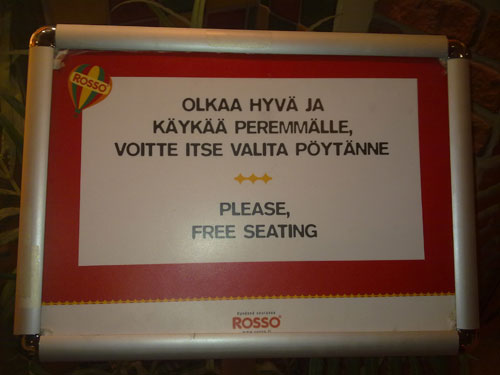 ROSSO
OLKAA HYVÄ JA
KÄYKÄÄ PEREMMÄLLE,
VOITTE ITSE VALITA PÖYTÄNNE
PLEASE,
FREE SEATING
ROSSO